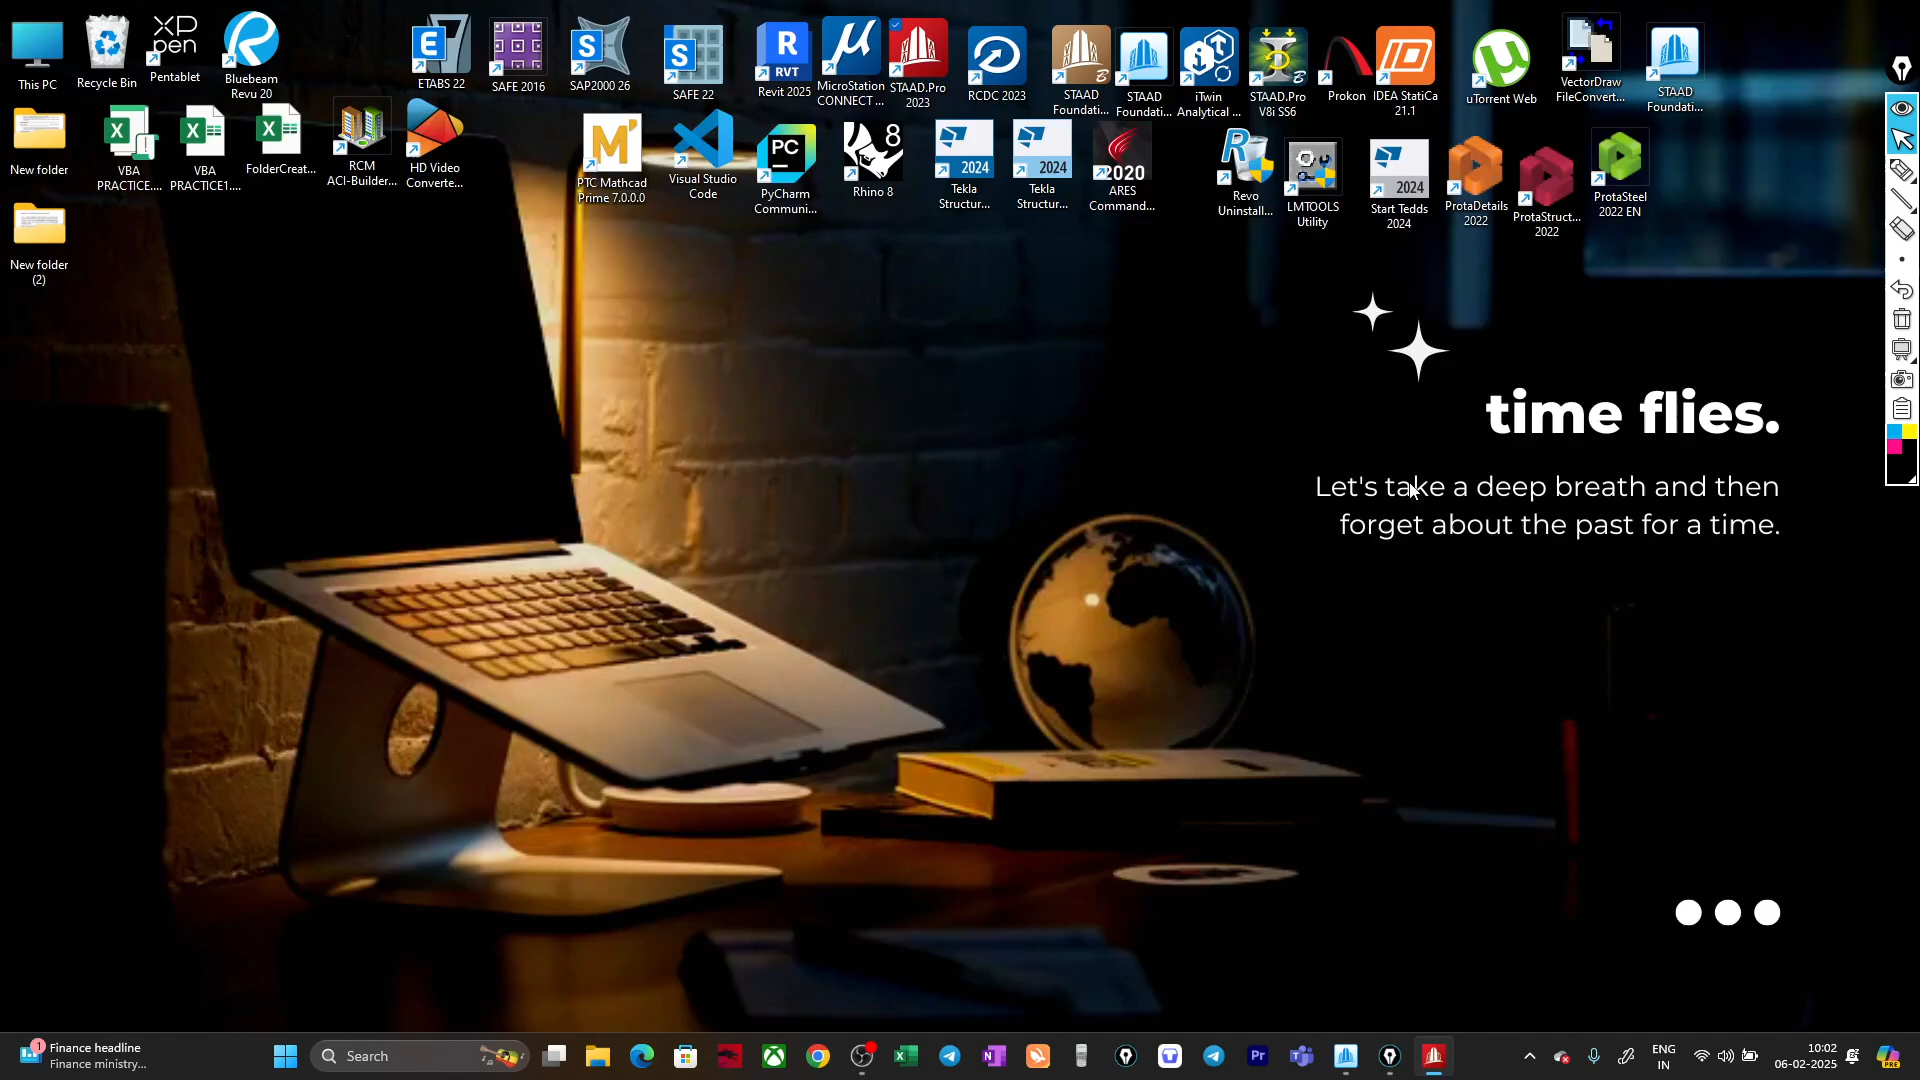 This PC
Recycle Bin
XP
pen
Pentablet
Bluebeam
Revu 20
ETABS 22
SAFE 2016
SAP2000 26
SAFE 22
R
RVT
Revit 2025
MicroStation
CONNECT ...
STAAD.Pro
2023
RCDC 2023
STAAD
Foundati...
STAAD
Foundati...
iTwin
Analytical ...
STAAD.Pro
V8i SS6
Prokon
IDEA StatiCa
21.1
uTorrent Web
VectorDraw
FileConvert...
STAAD
Foundati...
New folder
VBA
PRACTICE....
VBA
PRACTICE1....
FolderCreat...
RCM
ACI-Builder...
HD Video
Converte...
PTC Mathcad
Prime 7.0.0.0
Visual Studio
Code
PC
PyCharm
Communi...
8
Rhino 8
2024
Tekla
Structur...
2024
Tekla
Structur...
2020
ARES
Command...
Revo
Uninstall...
LMTOOLS
Utility
2024
Start Tedds
2024
ProtaDetails
2022
ProtaStruct...
2022
ProtaSteel
2022 EN
New folder
(2)
time flies.
Let's take a deep breath and then
forget about the past for a time.
1
Finance headline
Finance ministry...
Search
ENG
IN
10:02
06-02-2025